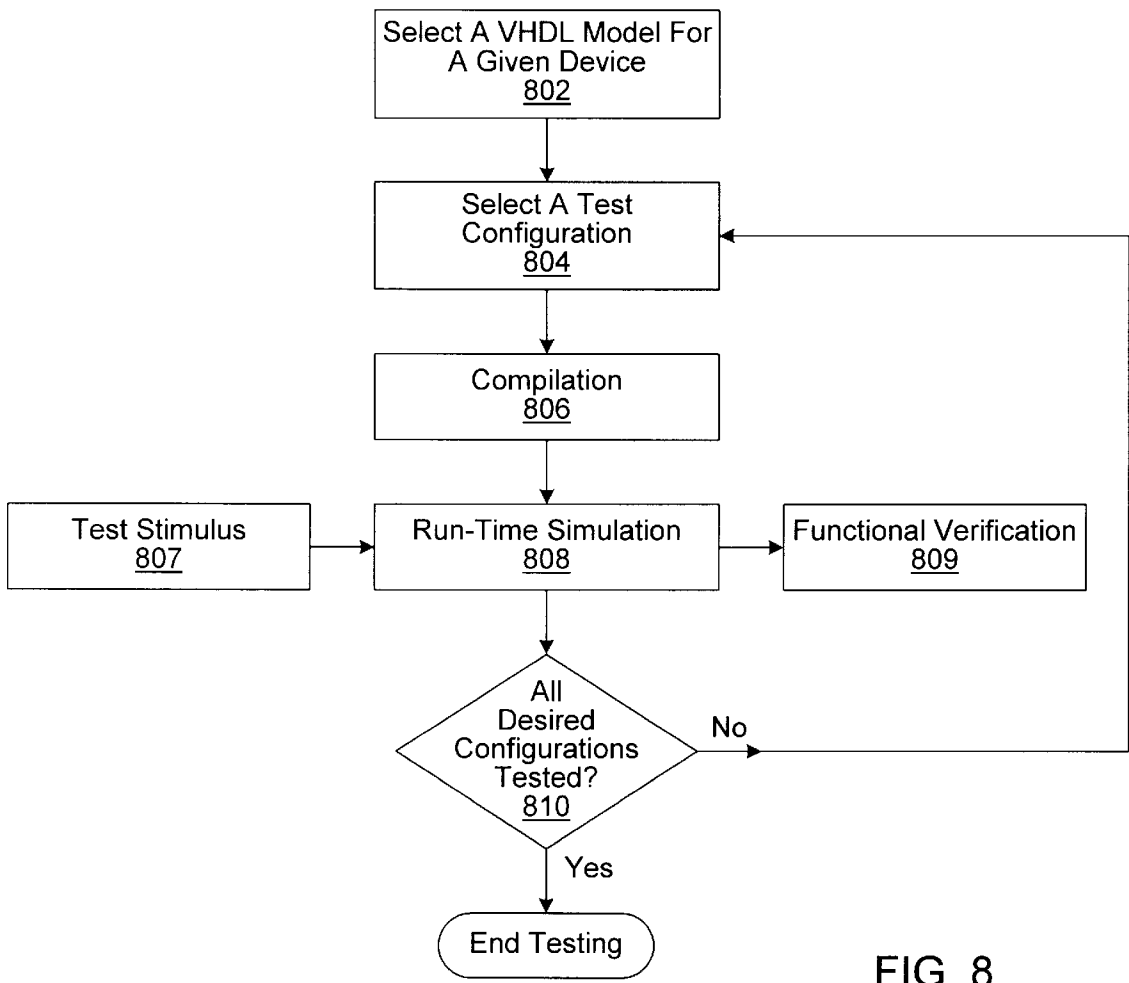 Select A VHDL Model For
A Given Device
802
Select A Test
Configuration
804
Compilation
806
Test Stimulus
807
Run-Time Simulation
808
Functional Verification
809
All
Desired
Configurations
Tested?
810
No
Yes
End Testing
FIG. 8